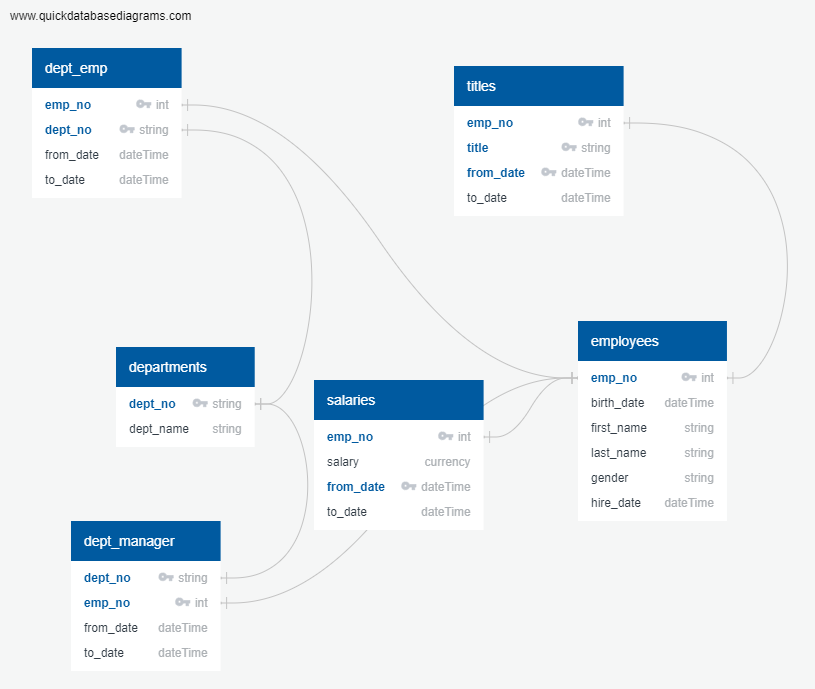 www.quickdatabasediagrams.com
dept_emp
emp_no int
dept_no string
from_date dateTime
to_date dateTime
titles
emp_no int
title string
from_date dateTime
to_date dateTime
departments
dept_no string
dept_name string
salaries
emp_no int
salary currency
from_date dateTime
to_date dateTime
employees
emp_no int
birth_date dateTime
first_name string
last_name string
gender string
hire_date dateTime
dept_manager
dept_no string
emp_no int
from_date dateTime
to_date dateTime